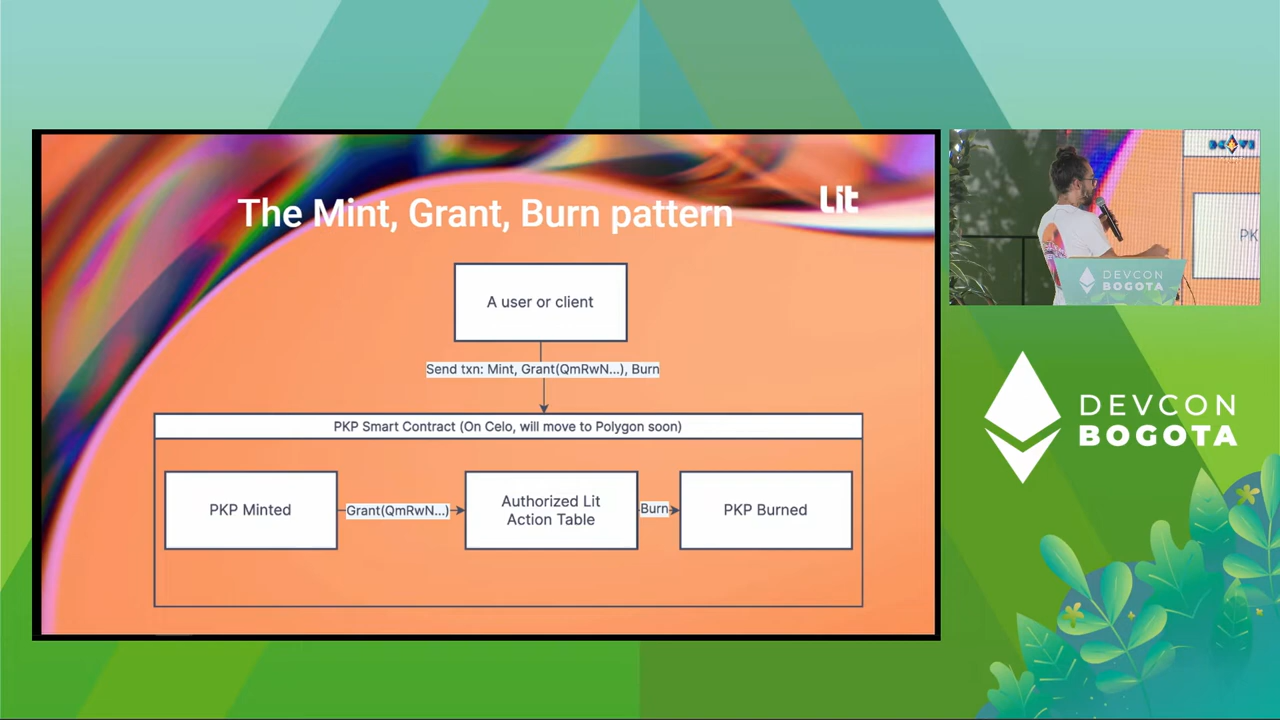 The Mint, Grant, Burn pattern
Lit
A user or client
Send txn: Mint, Grant(QmRwN...), Burn
PKP Smart Contract (On Celo, will move to Polygon soon)
PKP Minted
Grant(QmRwN...)
Authorized Lit
Action Table
Burn
PKP Burned
PK
DEVCON
BOGOTA
DEVCON
BOGOTA